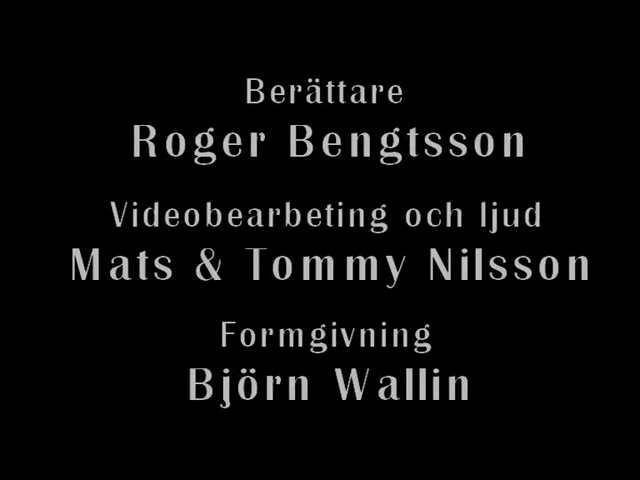 Berättare
Roger Bengtsson
Videobearbeting och ljud
Mats & Tommy Nilsson
Formgivning
Björn Wallin